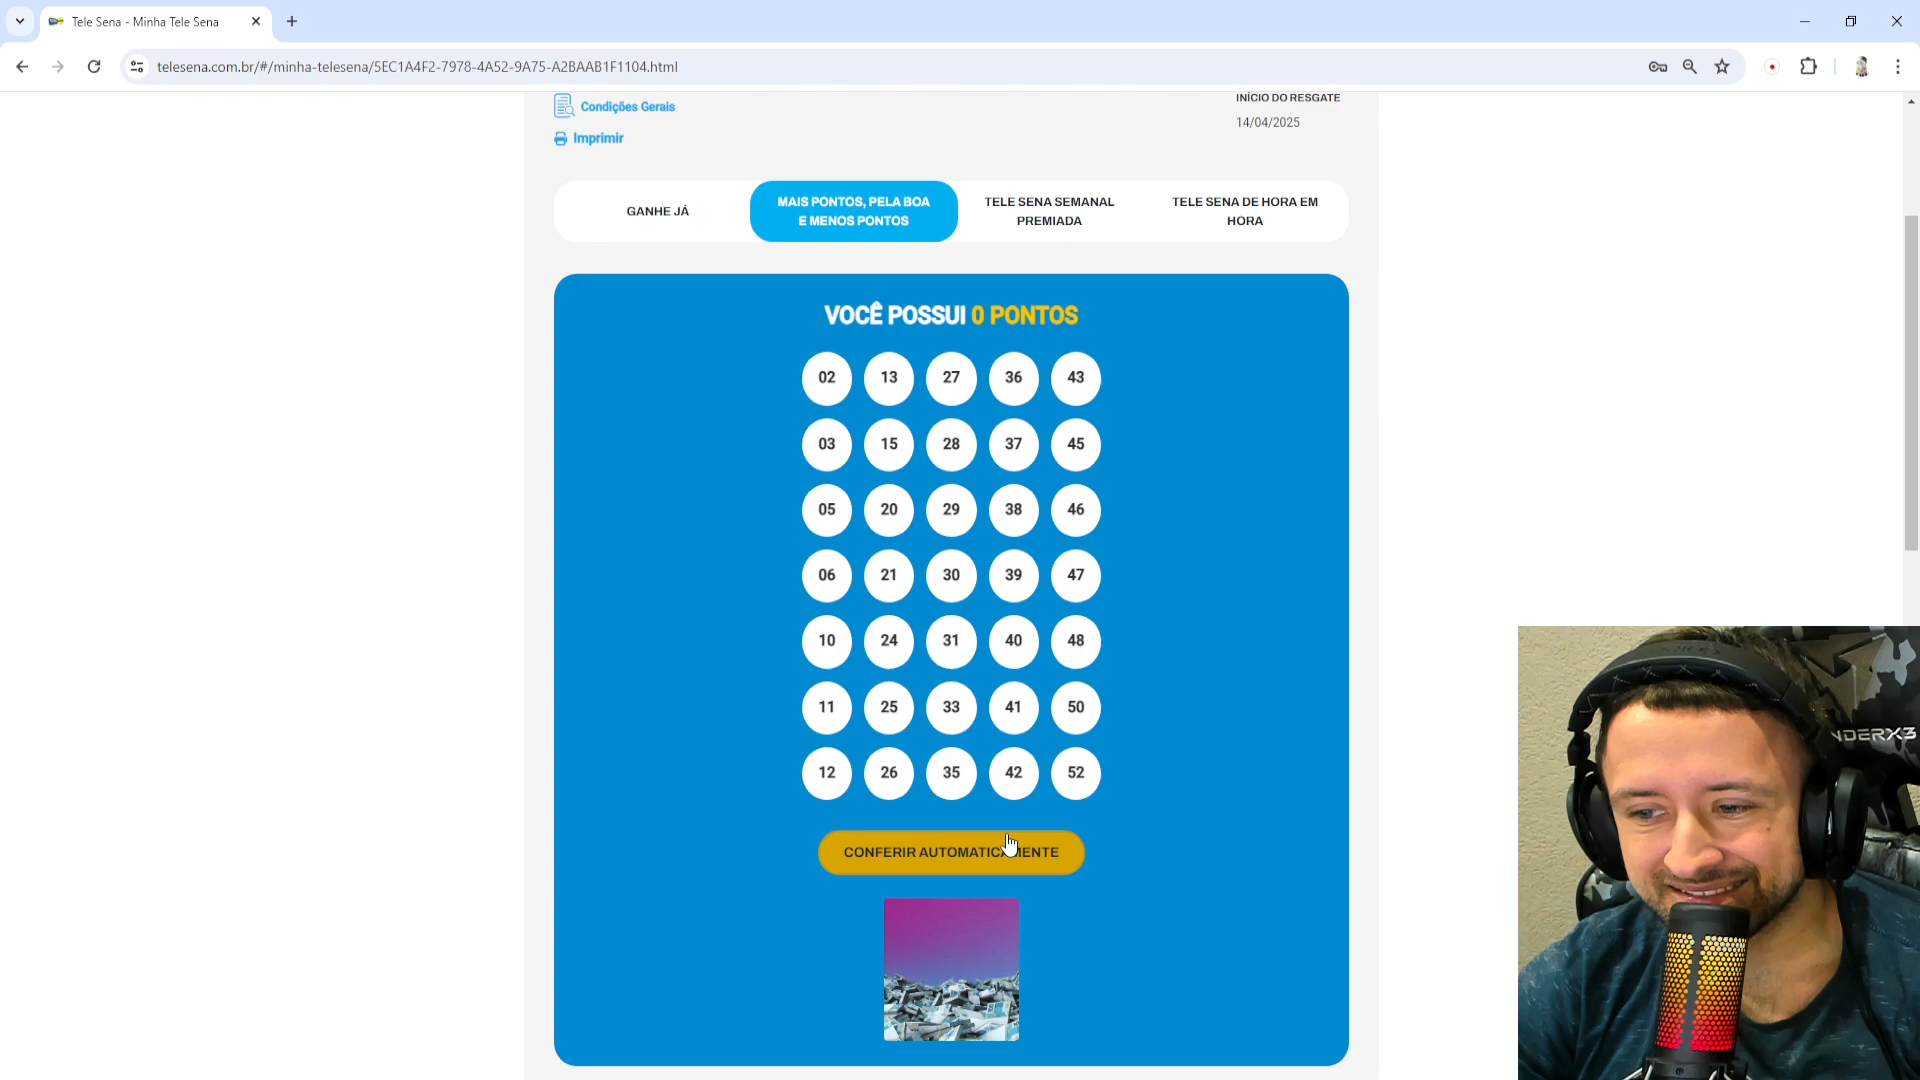 Tele Sena - Minha Tele Sena
telesena.com.br/#/minha-telesena/5EC1A4F2-7978-4A52-9A75-A2BAAB1F1104.html
Condições Gerais
Imprimir
INÍCIO DO RESGATE
14/04/2025
GANHE JÁ
MAIS PONTOS, PELA BOA
E MENOS PONTOS
TELE SENA SEMANAL
PREMIADA
TELE SENA DE HORA EM
HORA
VOCÊ POSSUI 0 PONTOS
02 13 27 36 43
03 15 28 37 45
05 20 29 38 46
06 21 30 39 47
10 24 31 40 48
11 25 33 41 50
12 26 35 42 52
CONFERIR AUTOMATICAMENTE
NDERX3